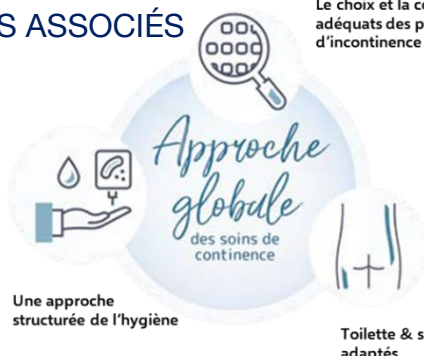 S ASSOCIÉS
Le choix et la
adéquats des
d'incontinence
Approche
globale
des soins de
continence
Une approche
structurée de l'hygiène
Toilette &
adaptés